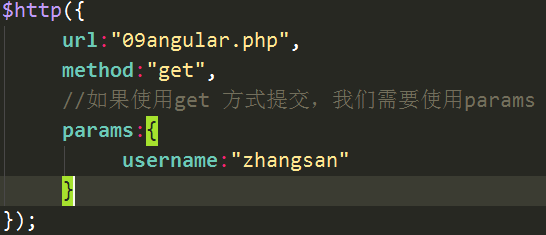 $http({
url:"09angular.php",
method:"get",
//如果使用get 方式提交，我们需要使用params
params:{
username:"zhangsan"
}
});